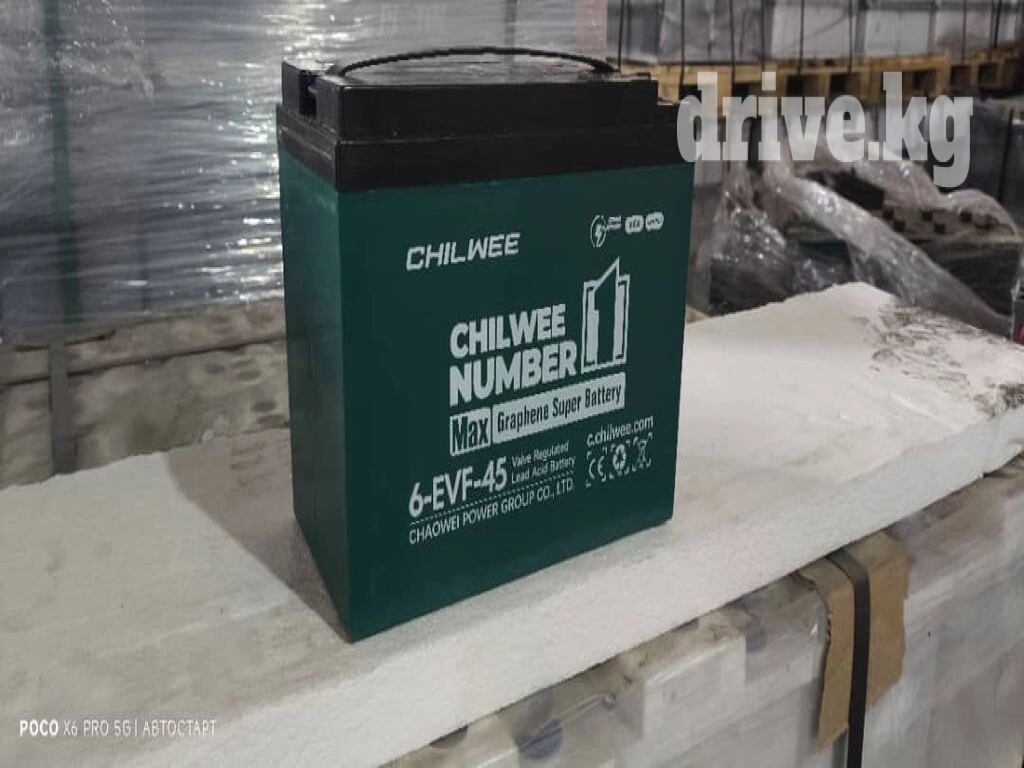 drive.kg
CHILWEE
CHILWEE
NUMBER 1
Max Graphene Super Battery
6-EVF-45 Valve Regulated
Lead Acid Battery
c.chilwee.com
CE
CHAOWEI POWER GROUP CO., LTD.
POCO X6 PRO 5G | АВТОСТАРТ